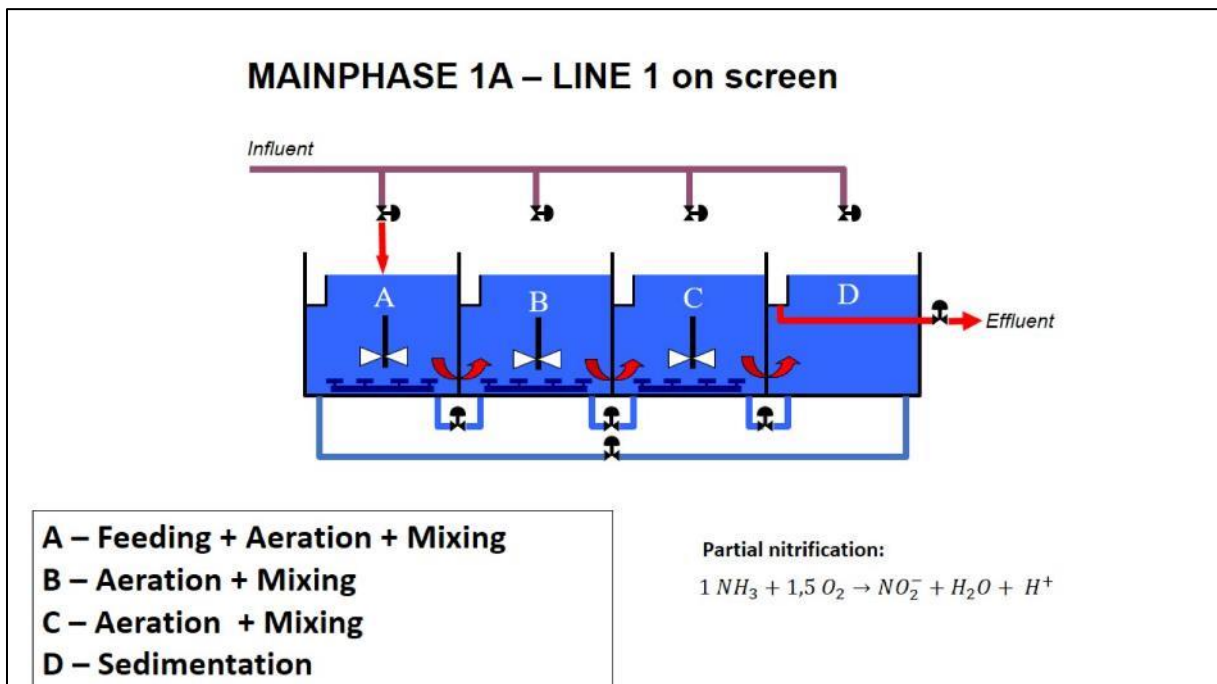 MAINPHASE 1A – LINE 1 on screen
Influent
A
B
C
D
Effluent
A – Feeding + Aeration + Mixing
B – Aeration + Mixing
C – Aeration + Mixing
D – Sedimentation
Partial nitrification:
1 NH₃ + 1,5 O₂ → NO₂⁻ + H₂O + H⁺